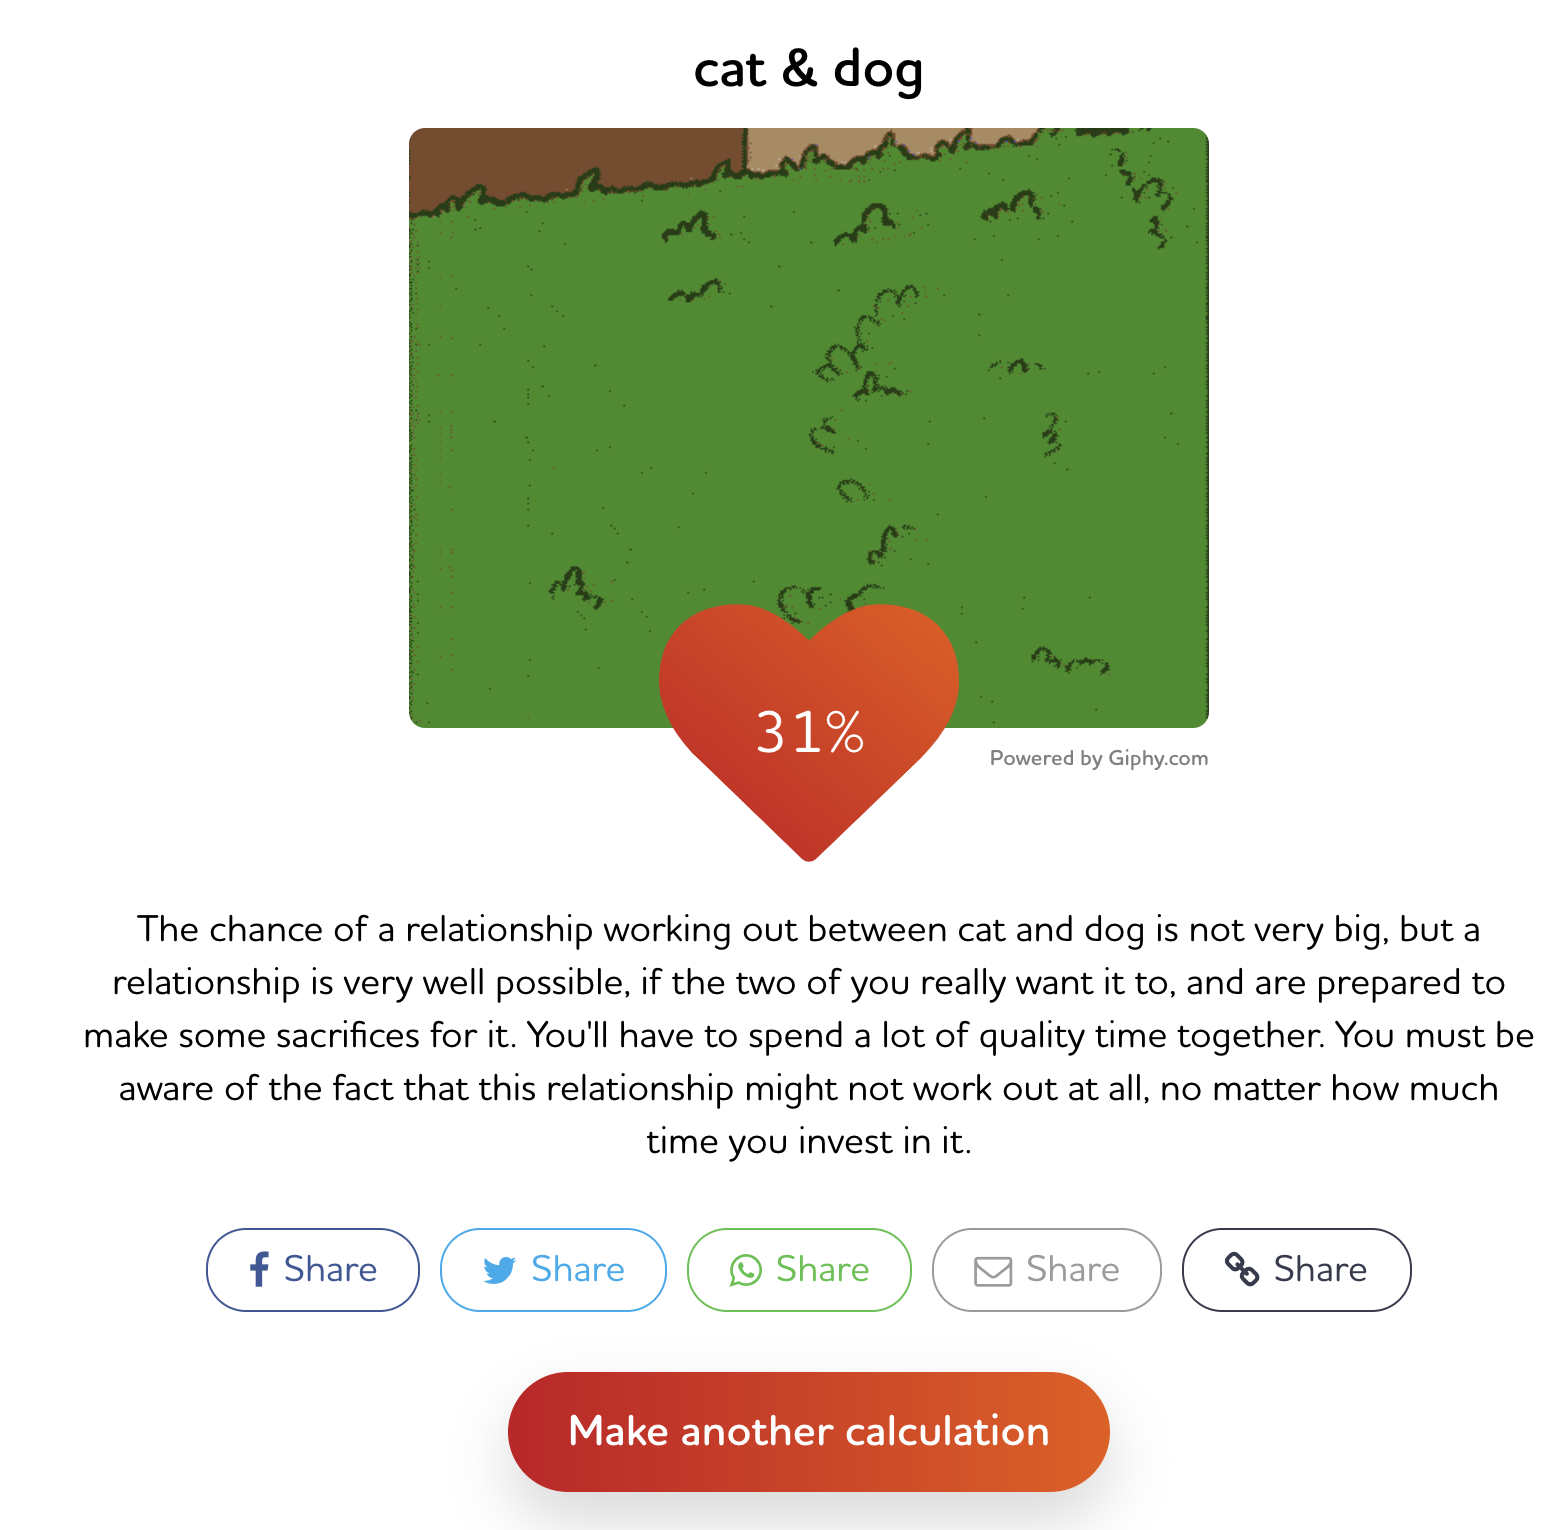 cat & dog
31%
Powered by Giphy.com
The chance of a relationship working out between cat and dog is not very big, but a
relationship is very well possible, if the two of you really want it to, and are prepared to
make some sacrifices for it. You'll have to spend a lot of quality time together. You must be
aware of the fact that this relationship might not work out at all, no matter how much
time you invest in it.
Share Share Share Share Share
Make another calculation